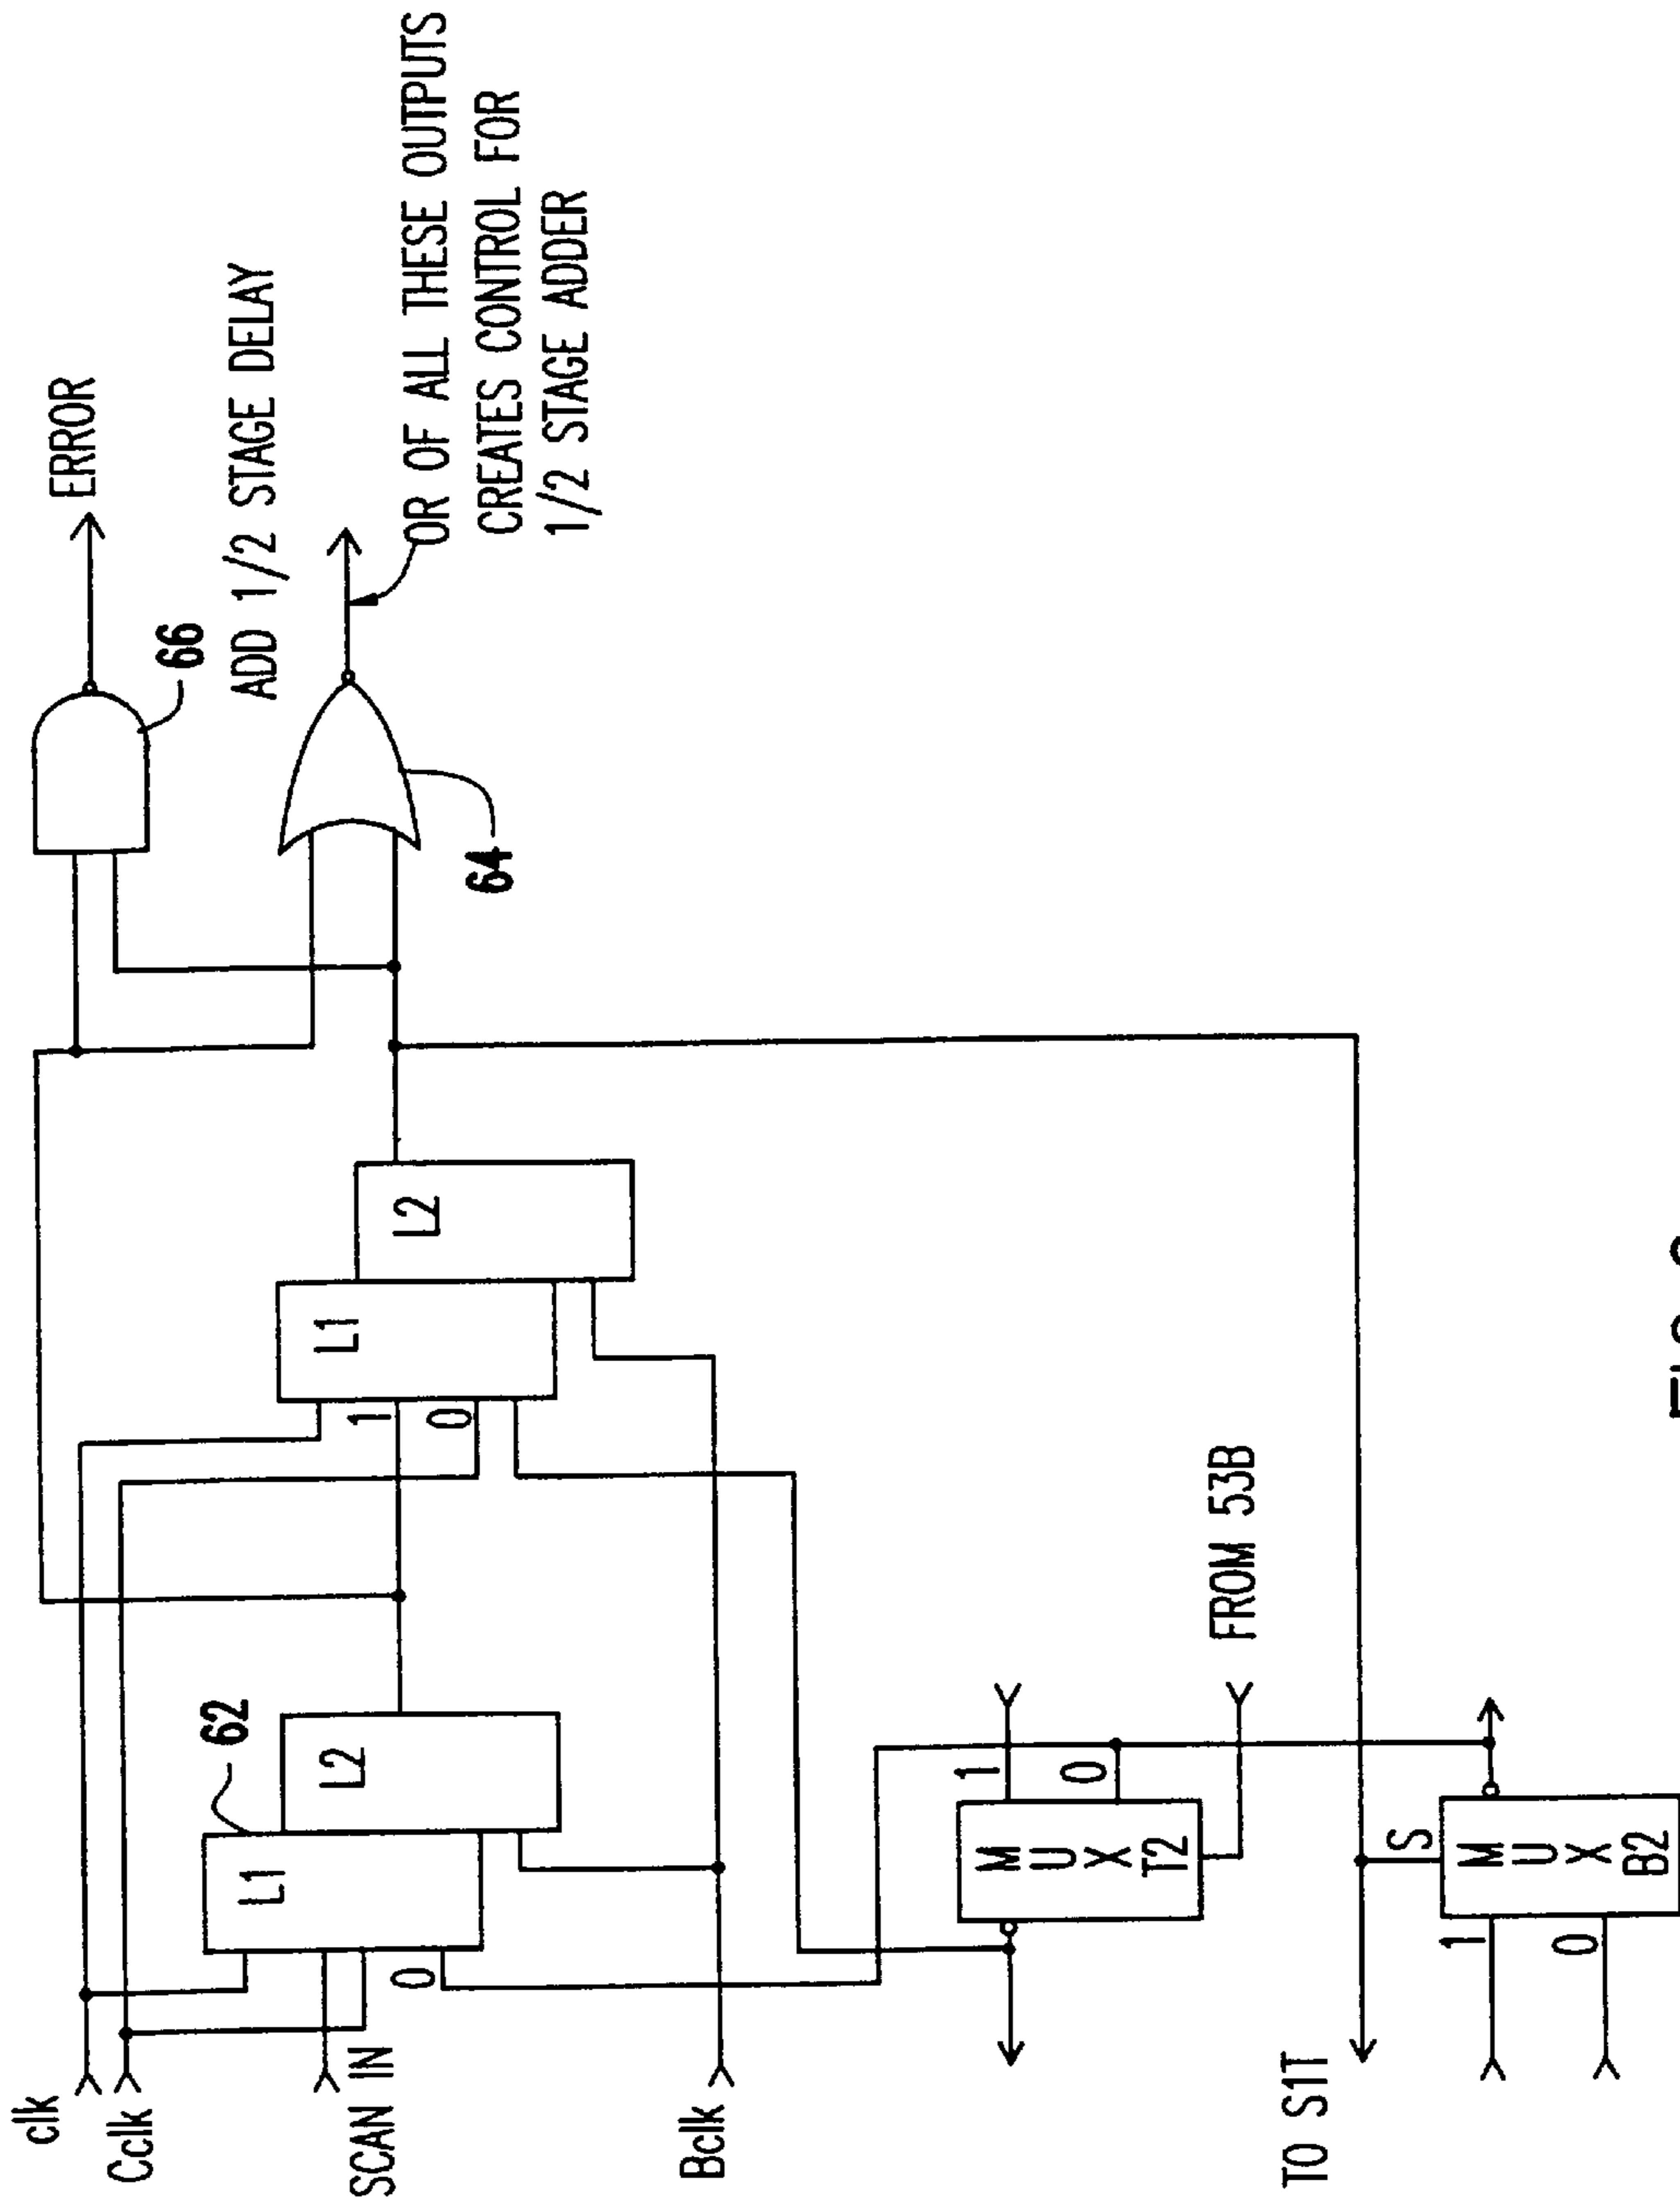 clk
Cclk
SCAN IN
Bclk
TO S1T
62
L1
L2
0
L1
L2
1
0
66
ERROR
ADD 1/2 STAGE DELAY
64
OR OF ALL THESE OUTPUTS
CREATES CONTROL FOR
1/2 STAGE ADDER
1
0
MUX
T2
FROM 53B
S
1
0
MUX
B2